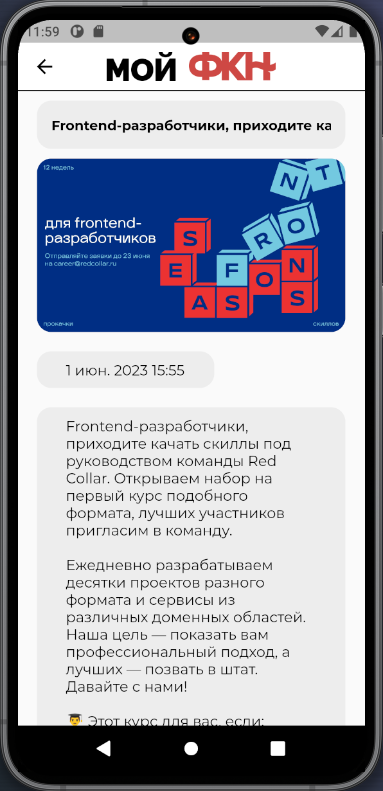 11:59
МОЙ ФКН
Frontend-разработчики, приходите ка
12 недель
для frontend-
разработчиков
Отправляйте заявки до 23 июня
на career@redcollar.ru
N T
F R O
S
E F O N
A S S
прокачки
скиллов
1 июн. 2023 15:55
Frontend-разработчики,
приходите качать скиллы под
руководством команды Red
Collar. Открываем набор на
первый курс подобного
формата, лучших участников
пригласим в команду.
Ежедневно разрабатываем
десятки проектов разного
формата и сервисы из
различных доменных областей.
Наша цель — показать вам
профессиональный подход, а
лучших — позвать в штат.
Давайте с нами!
👨‍🎓 Этот курс для вас, если: